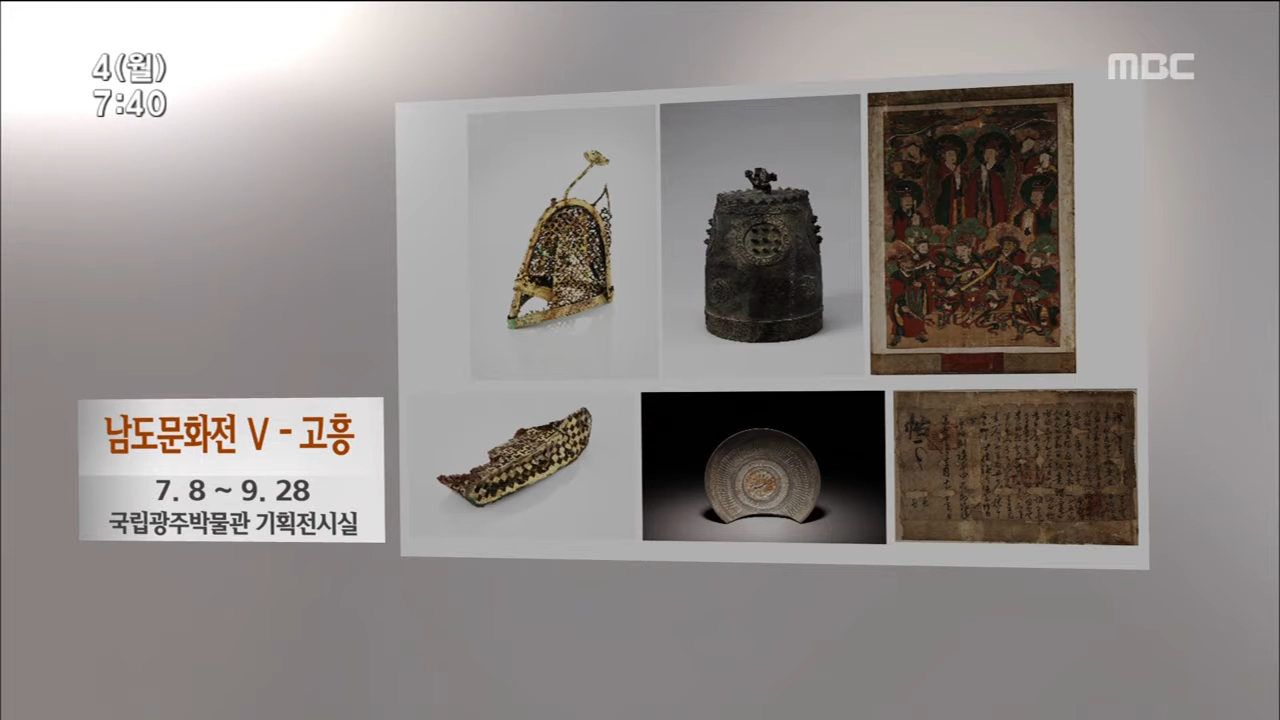 4(월)
7:40
MBC
남도문화전 V - 고흥
7. 8 ~ 9. 28
국립광주박물관 기획전시실